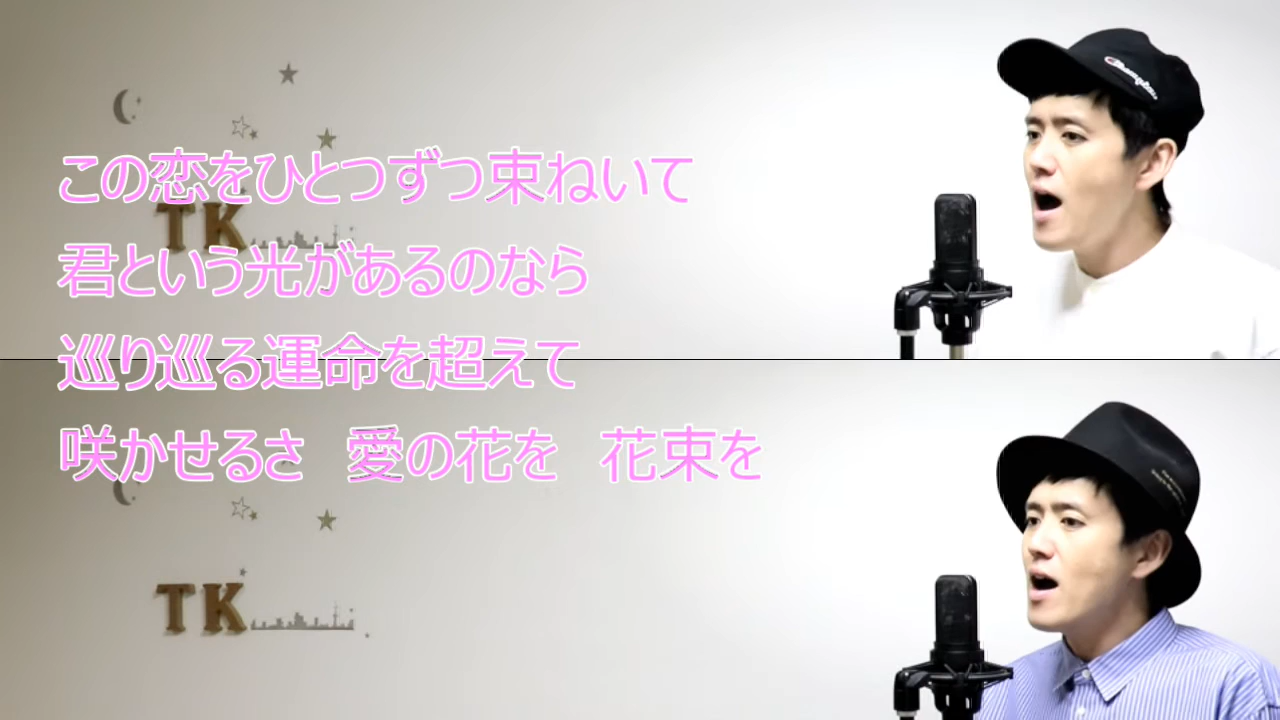 この恋をひとつずつ束ねいて
君という光があるのなら
巡り巡る運命を超えて
咲かせるさ　愛の花を　花束を
TK
TK
Champion